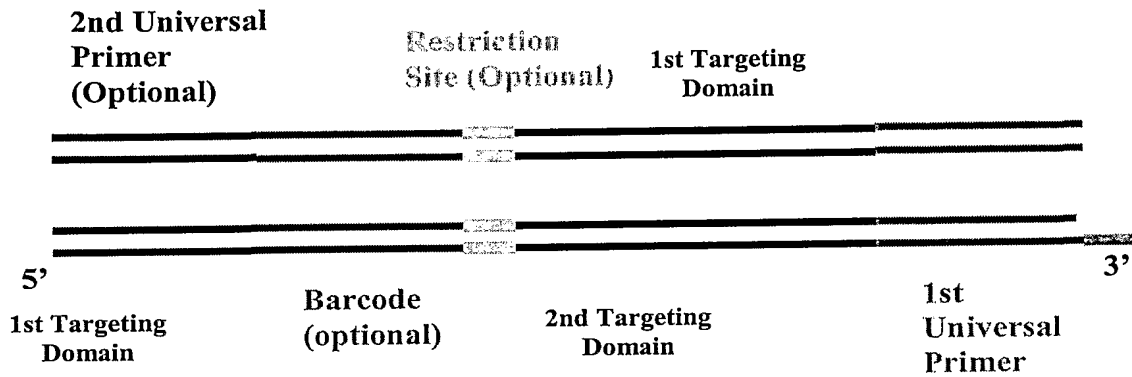 2nd Universal
Primer
(Optional)
Restriction
Site (Optional)
1st Targeting
Domain
5’
3’
1st Targeting
Domain
Barcode
(optional)
2nd Targeting
Domain
1st
Universal
Primer